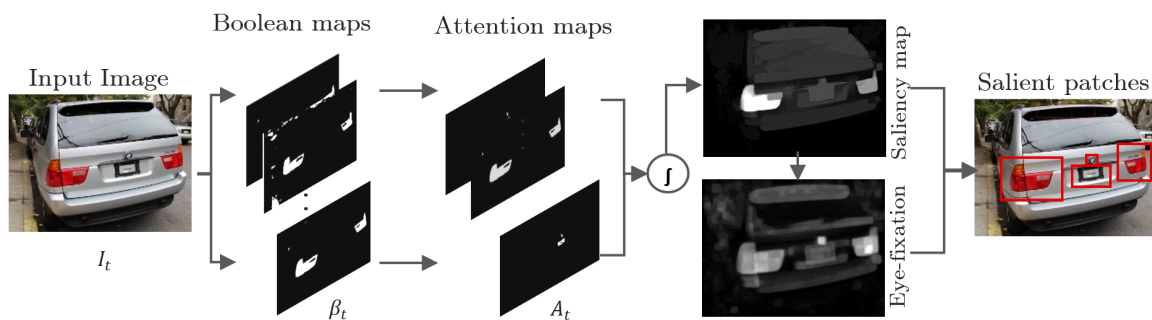 Boolean maps
Attention maps
Input Image
Saliency map
Salient patches
∫
Eye-fixation
I_t
β_t
A_t